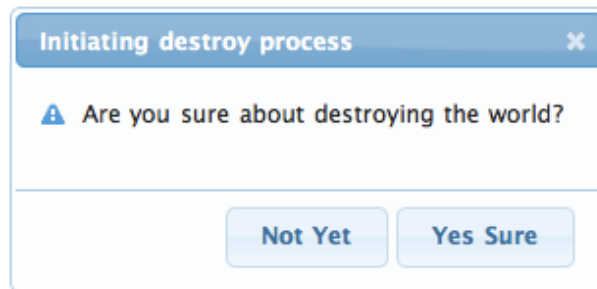 Initiating destroy process
Are you sure about destroying the world?
Not Yet Yes Sure